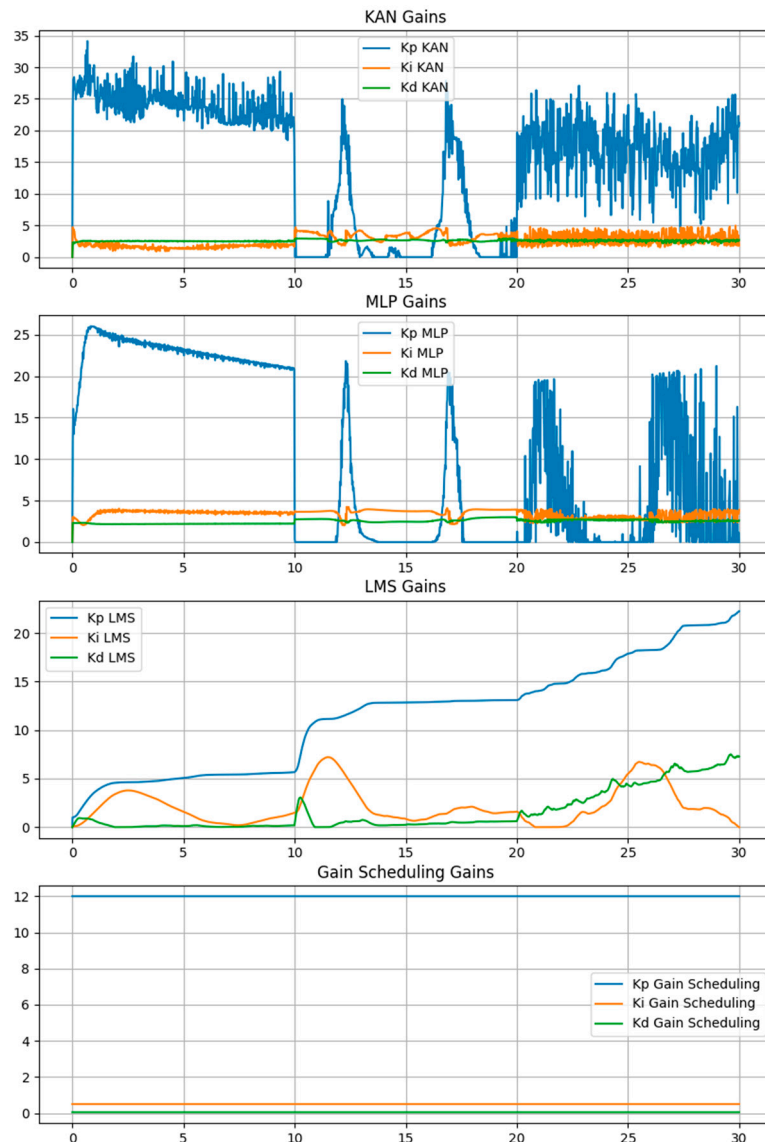 KAN Gains
35
30
25
20
15
10
5
0
Kp KAN
Ki KAN
Kd KAN
0 5 10 15 20 25 30
MLP Gains
25
20
15
10
5
0
Kp MLP
Ki MLP
Kd MLP
0 5 10 15 20 25 30
LMS Gains
20
15
10
5
0
Kp LMS
Ki LMS
Kd LMS
0 5 10 15 20 25 30
Gain Scheduling Gains
12
10
8
6
4
2
0
Kp Gain Scheduling
Ki Gain Scheduling
Kd Gain Scheduling
0 5 10 15 20 25 30